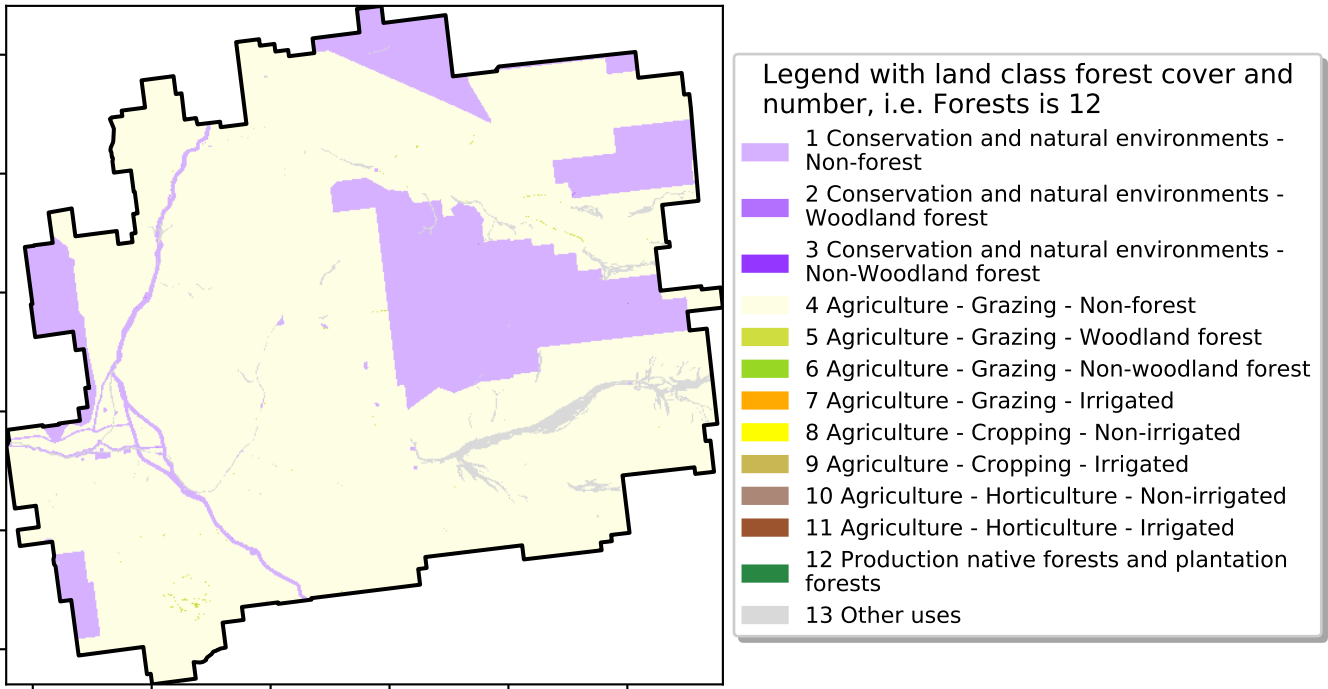 Legend with land class forest cover and
number, i.e. Forests is 12
1 Conservation and natural environments -
Non-forest
2 Conservation and natural environments -
Woodland forest
3 Conservation and natural environments -
Non-Woodland forest
4 Agriculture - Grazing - Non-forest
5 Agriculture - Grazing - Woodland forest
6 Agriculture - Grazing - Non-woodland forest
7 Agriculture - Grazing - Irrigated
8 Agriculture - Cropping - Non-irrigated
9 Agriculture - Cropping - Irrigated
10 Agriculture - Horticulture - Non-irrigated
11 Agriculture - Horticulture - Irrigated
12 Production native forests and plantation
forests
13 Other uses